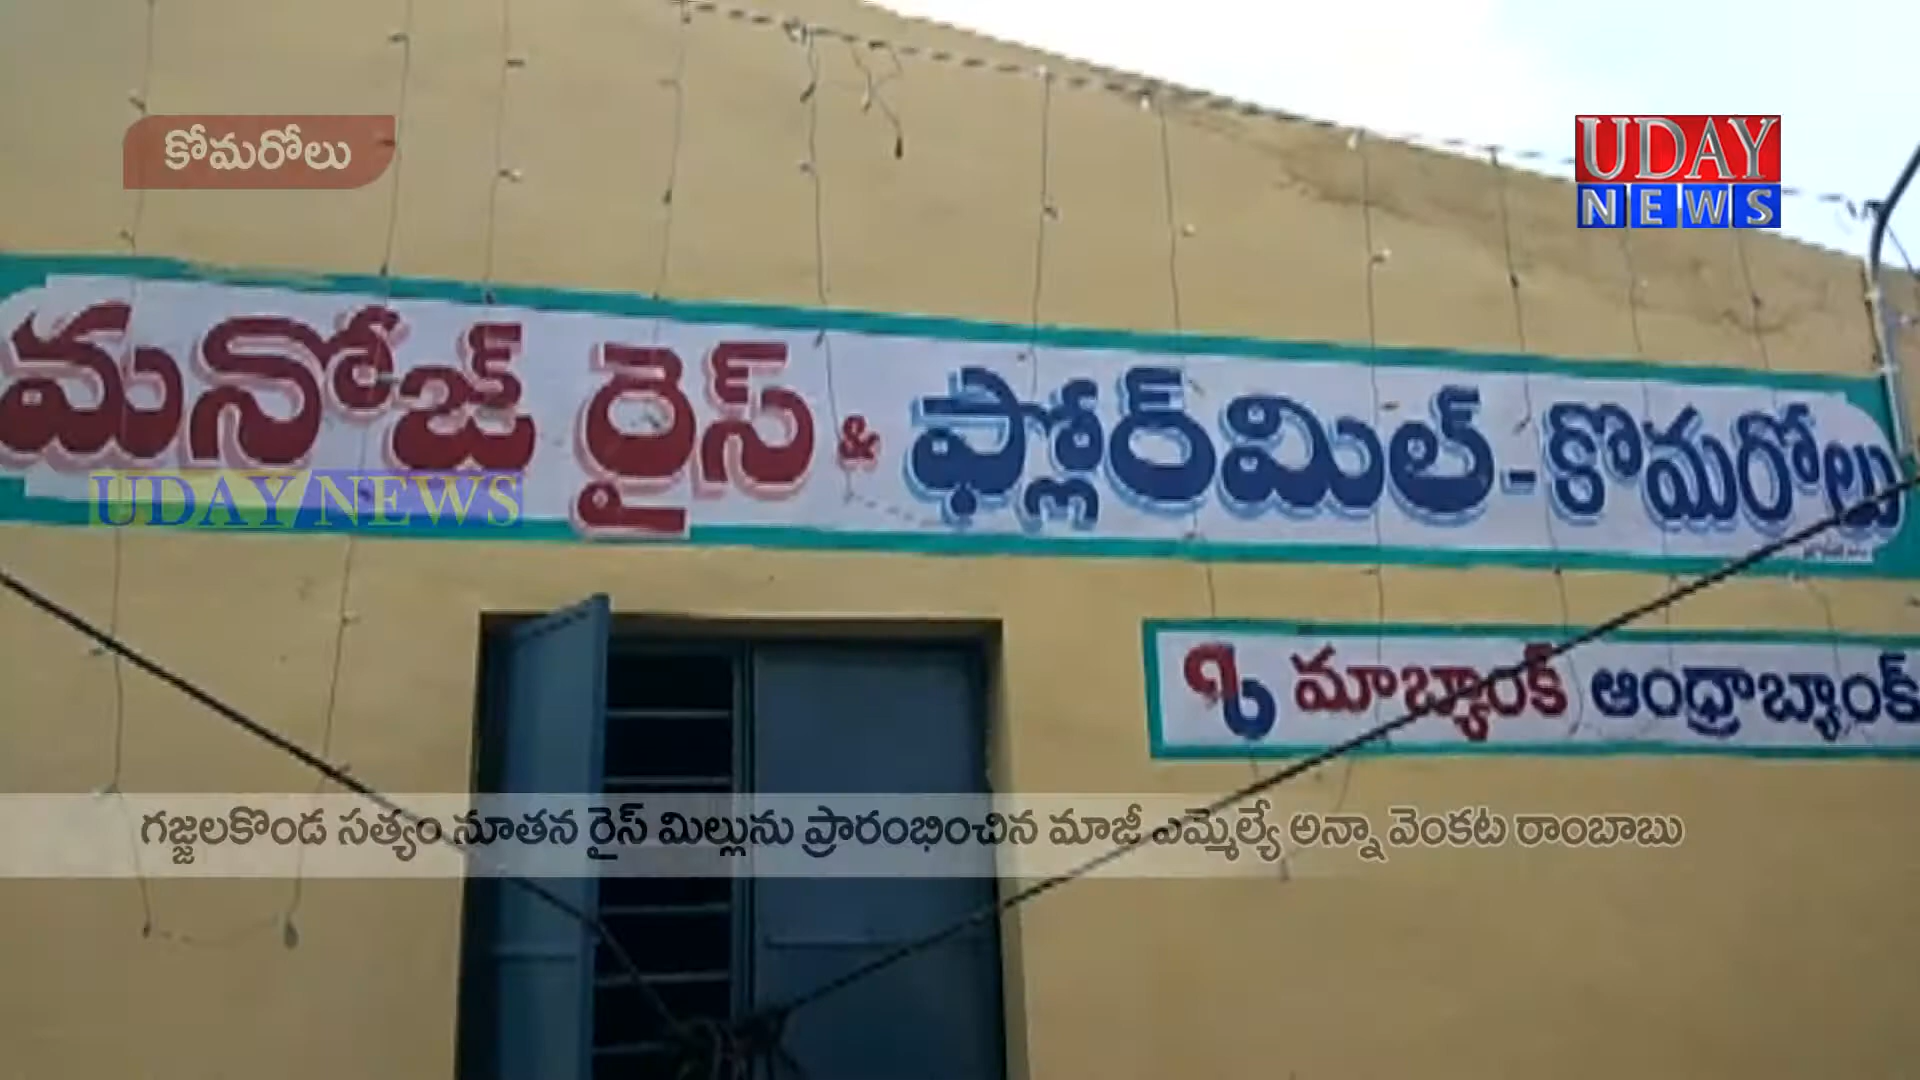 కోమరోలు
UDAY
NEWS
మనోజ్ రైస్ & ఫ్లోర్‌మిల్ - కొమరోలు
UDAY NEWS
మాబ్యాంక్ ఆంధ్రాబ్యాంక్
గజ్జలకొండ సత్యం నూతన రైస్ మిల్లును ప్రారంభించిన మాజీ ఎమ్మెల్యే అన్నా వెంకట రాంబాబు